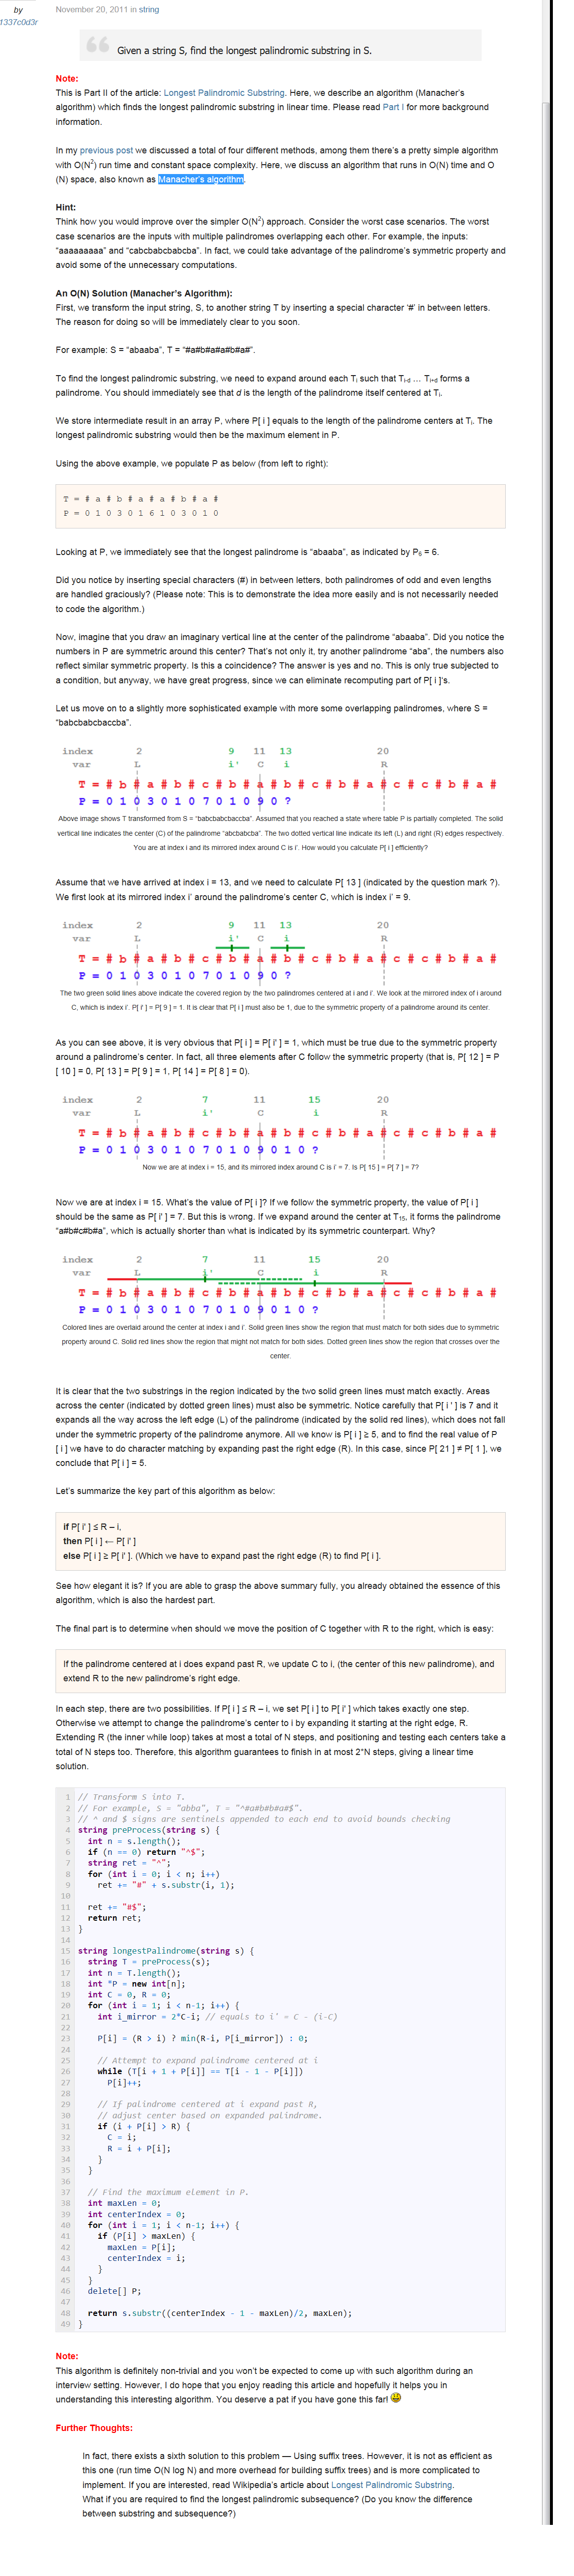 by
1337c0d3r
November 20, 2011 in string
Given a string S, find the longest palindromic substring in S.
Note:
This is Part II of the article: Longest Palindromic Substring. Here, we describe an algorithm (Manacher's
algorithm) which finds the longest palindromic substring in linear time. Please read Part I for more background
information.
In my previous post we discussed a total of four different methods, among them there's a pretty simple algorithm
with O(N²) run time and constant space complexity. Here, we discuss an algorithm that runs in O(N) time and O
(N) space, also known as Manacher's algorithm.
Hint:
Think how you would improve over the simpler O(N²) approach. Consider the worst case scenarios. The worst
case scenarios are the inputs with multiple palindromes overlapping each other. For example, the inputs:
"aaaaaaaaa" and "cabcbabcbabcba". In fact, we could take advantage of the palindrome's symmetric property and
avoid some of the unnecessary computations.
An O(N) Solution (Manacher's Algorithm):
First, we transform the input string, S, to another string T by inserting a special character '#' in between letters.
The reason for doing so will be immediately clear to you soon.
For example: S = "abaaba", T = "#a#b#a#a#b#a#".
To find the longest palindromic substring, we need to expand around each Ti such that Ti-d ... Ti+d forms a
palindrome. You should immediately see that d is the length of the palindrome itself centered at Ti.
We store intermediate result in an array P, where P[ i ] equals to the length of the palindrome centers at Ti. The
longest palindromic substring would then be the maximum element in P.
Using the above example, we populate P as below (from left to right):
T = # a # b # a # a # b # a #
P = 0 1 0 3 0 1 6 1 0 3 0 1 0
Looking at P, we immediately see that the longest palindrome is "abaaba", as indicated by P6 = 6.
Did you notice by inserting special characters (#) in between letters, both palindromes of odd and even lengths
are handled graciously? (Please note: This is to demonstrate the idea more easily and is not necessarily needed
to code the algorithm.)
Now, imagine that you draw an imaginary vertical line at the center of the palindrome "abaaba". Did you notice the
numbers in P are symmetric around this center? That's not only it, try another palindrome "aba", the numbers also
reflect similar symmetric property. Is this a coincidence? The answer is yes and no. This is only true subjected to
a condition, but anyway, we have great progress, since we can eliminate recomputing part of P[ i ]'s.
Let us move on to a slightly more sophisticated example with more some overlapping palindromes, where S =
"babcbabcbaccba".
index 2 9 11 13 20
var L i' C i R
T = # b # a # b # c # b # a # b # c # b # a # c # c # b # a #
P = 0 1 0 3 0 1 0 7 0 1 0 9 0 ?
Above image shows T transformed from S = "babcbabcbaccba". Assumed that you reached a state where table P is partially completed. The solid
vertical line indicates the center (C) of the palindrome "abcbabcba". The two dotted vertical line indicate its left (L) and right (R) edges respectively.
You are at index i and its mirrored index around C is i'. How would you calculate P[ i ] efficiently?
Assume that we have arrived at index i = 13, and we need to calculate P[ 13 ] (indicated by the question mark ?).
We first look at its mirrored index i' around the palindrome's center C, which is index i' = 9.
index 2 9 11 13 20
var L i' C i R
T = # b # a # b # c # b # a # b # c # b # a # c # c # b # a #
P = 0 1 0 3 0 1 0 7 0 1 0 9 0 ?
The two green solid lines above indicate the covered region by the two palindromes centered at i and i'. We look at the mirrored index of i around
C, which is index i'. P[ i' ] = P[ 9 ] = 1. It is clear that P[ i ] must also be 1, due to the symmetric property of a palindrome around its center.
As you can see above, it is very obvious that P[ i ] = P[ i' ] = 1, which must be true due to the symmetric property
around a palindrome's center. In fact, all three elements after C follow the symmetric property (that is, P[ 12 ] = P
[ 10 ] = 0, P[ 13 ] = P[ 9 ] = 1, P[ 14 ] = P[ 8 ] = 0).
index 2 7 11 15 20
var L i' C i R
T = # b # a # b # c # b # a # b # c # b # a # c # c # b # a #
P = 0 1 0 3 0 1 0 7 0 1 0 9 0 1 0 ?
Now we are at index i = 15, and its mirrored index around C is i' = 7. Is P[ 15 ] = P[ 7 ] = 7?
Now we are at index i = 15. What's the value of P[ i ]? If we follow the symmetric property, the value of P[ i ]
should be the same as P[ i' ] = 7. But this is wrong. If we expand around the center at T15, it forms the palindrome
"a#b#c#b#a", which is actually shorter than what is indicated by its symmetric counterpart. Why?
index 2 7 11 15 20
var L i' C i R
T = # b # a # b # c # b # a # b # c # b # a # c # c # b # a #
P = 0 1 0 3 0 1 0 7 0 1 0 9 0 1 0 ?
Colored lines are overlaid around the center at index i and i'. Solid green lines show the region that must match for both sides due to symmetric
property around C. Solid red lines show the region that might not match for both sides. Dotted green lines show the region that crosses over the
center.
It is clear that the two substrings in the region indicated by the two solid green lines must match exactly. Areas
across the center (indicated by dotted green lines) must also be symmetric. Notice carefully that P[ i ' ] is 7 and it
expands all the way across the left edge (L) of the palindrome (indicated by the solid red lines), which does not fall
under the symmetric property of the palindrome anymore. All we know is P[ i ] ≥ 5, and to find the real value of P
[ i ] we have to do character matching by expanding past the right edge (R). In this case, since P[ 21 ] ≠ P[ 1 ], we
conclude that P[ i ] = 5.
Let's summarize the key part of this algorithm as below:
if P[ i' ] ≤ R – i,
then P[ i ] ← P[ i' ]
else P[ i ] ≥ P[ i' ]. (Which we have to expand past the right edge (R) to find P[ i ].
See how elegant it is? If you are able to grasp the above summary fully, you already obtained the essence of this
algorithm, which is also the hardest part.
The final part is to determine when should we move the position of C together with R to the right, which is easy:
If the palindrome centered at i does expand past R, we update C to i, (the center of this new palindrome), and
extend R to the new palindrome's right edge.
In each step, there are two possibilities. If P[ i ] ≤ R – i, we set P[ i ] to P[ i' ] which takes exactly one step.
Otherwise we attempt to change the palindrome's center to i by expanding it starting at the right edge, R.
Extending R (the inner while loop) takes at most a total of N steps, and positioning and testing each centers take a
total of N steps too. Therefore, this algorithm guarantees to finish in at most 2*N steps, giving a linear time
solution.
1 // Transform S into T.
2 // For example, S = "abba", T = "^#a#b#b#a#$".
3 // ^ and $ signs are sentinels appended to each end to avoid bounds checking
4 string preProcess(string s) {
5 int n = s.length();
6 if (n == 0) return "^$";
7 string ret = "^";
8 for (int i = 0; i < n; i++)
9 ret += "#" + s.substr(i, 1);
10
11 ret += "#$";
12 return ret;
13 }
14
15 string longestPalindrome(string s) {
16 string T = preProcess(s);
17 int n = T.length();
18 int *P = new int[n];
19 int C = 0, R = 0;
20 for (int i = 1; i < n-1; i++) {
21 int i_mirror = 2*C-i; // equals to i' = C - (i-C)
22
23 P[i] = (R > i) ? min(R-i, P[i_mirror]) : 0;
24
25 // Attempt to expand palindrome centered at i
26 while (T[i + 1 + P[i]] == T[i - 1 - P[i]])
27 P[i]++;
28
29 // If palindrome centered at i expand past R,
30 // adjust center based on expanded palindrome.
31 if (i + P[i] > R) {
32 C = i;
33 R = i + P[i];
34 }
35 }
36
37 // Find the maximum element in P.
38 int maxLen = 0;
39 int centerIndex = 0;
40 for (int i = 1; i < n-1; i++) {
41 if (P[i] > maxLen) {
42 maxLen = P[i];
43 centerIndex = i;
44 }
45 }
46 delete[] P;
47
48 return s.substr((centerIndex - 1 - maxLen)/2, maxLen);
49 }
Note:
This algorithm is definitely non-trivial and you won't be expected to come up with such algorithm during an
interview setting. However, I do hope that you enjoy reading this article and hopefully it helps you in
understanding this interesting algorithm. You deserve a pat if you have gone this far!
Further Thoughts:
In fact, there exists a sixth solution to this problem — Using suffix trees. However, it is not as efficient as
this one (run time O(N log N) and more overhead for building suffix trees) and is more complicated to
implement. If you are interested, read Wikipedia's article about Longest Palindromic Substring.
What if you are required to find the longest palindromic subsequence? (Do you know the difference
between substring and subsequence?)